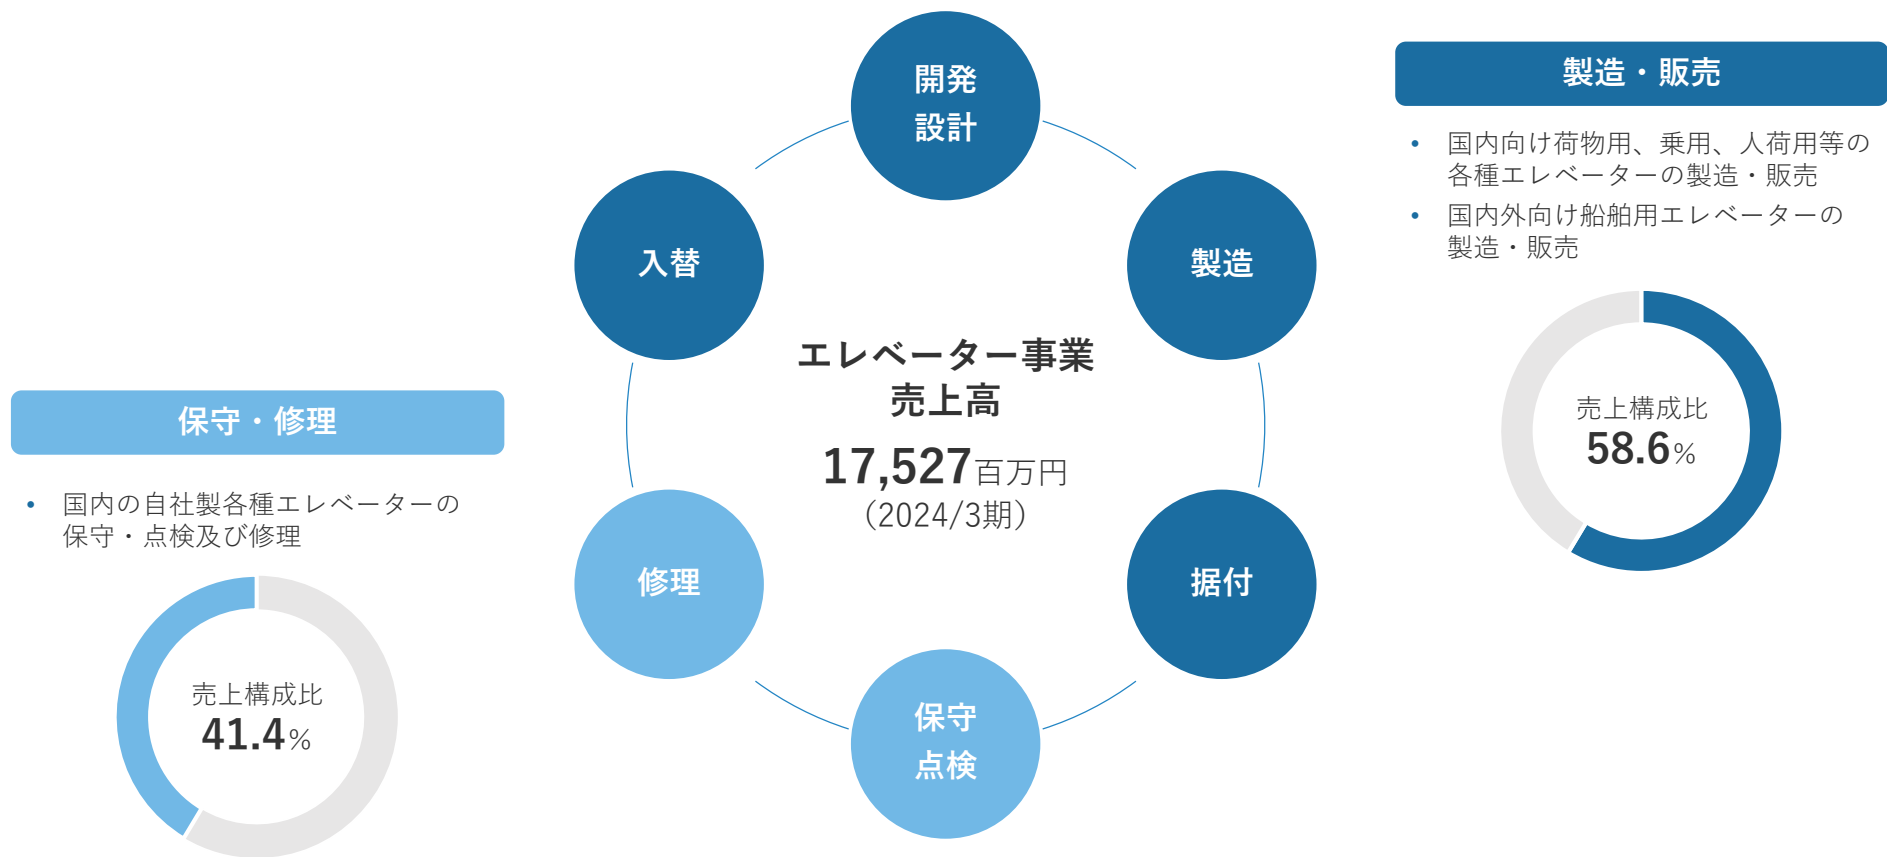 開発
設計
製造
据付
保守
点検
修理
入替
エレベーター事業
売上高
17,527百万円
（2024/3期）
製造・販売
• 国内向け荷物用、乗用、人荷用等の
各種エレベーターの製造・販売
• 国内外向け船舶用エレベーターの
製造・販売
売上構成比
58.6%
保守・修理
• 国内の自社製各種エレベーターの
保守・点検及び修理
売上構成比
41.4%